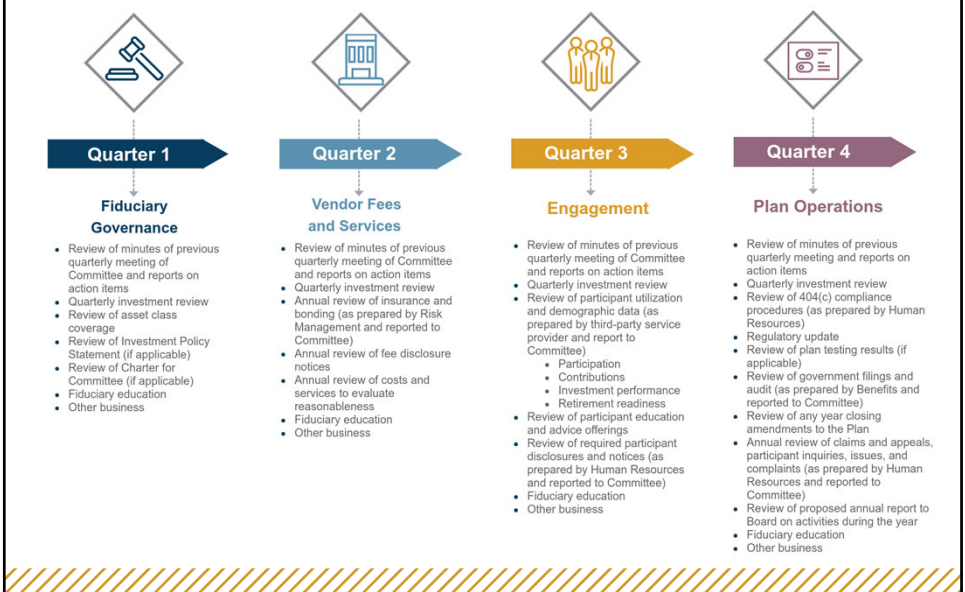 Quarter 1
Fiduciary
Governance
• Review of minutes of previous
quarterly meeting of
Committee and reports on
action items
• Quarterly investment review
• Review of asset class
coverage
• Review of Investment Policy
Statement (if applicable)
• Review of Charter for
Committee (if applicable)
• Fiduciary education
• Other business
Quarter 2
Vendor Fees
and Services
• Review of minutes of previous
quarterly meeting of Committee
and reports on action items
• Quarterly investment review
• Annual review of insurance and
bonding (as prepared by Risk
Management and reported to
Committee)
• Annual review of fee disclosure
notices
• Annual review of costs and
services to evaluate
reasonableness
• Fiduciary education
• Other business
Quarter 3
Engagement
• Review of minutes of previous
quarterly meeting of Committee
and reports on action items
• Quarterly investment review
• Review of participant utilization
and demographic data (as
prepared by third-party service
provider and report to
Committee)
• Participation
• Contributions
• Investment performance
• Retirement readiness
• Review of participant education
and advice offerings
• Review of required participant
disclosures and notices (as
prepared by Human Resources
and reported to Committee)
• Fiduciary education
• Other business
Quarter 4
Plan Operations
• Review of minutes of previous
quarterly meeting and reports on
action items
• Quarterly investment review
• Review of 404(c) compliance
procedures (as prepared by Human
Resources)
• Regulatory update
• Review of plan testing results (if
applicable)
• Review of government filings and
audit (as prepared by Benefits and
reported to Committee)
• Review of any year closing
amendments to the Plan
• Annual review of claims and appeals,
participant inquiries, issues, and
complaints (as prepared by Human
Resources and reported to
Committee)
• Review of proposed annual report to
Board on activities during the year
• Fiduciary education
• Other business